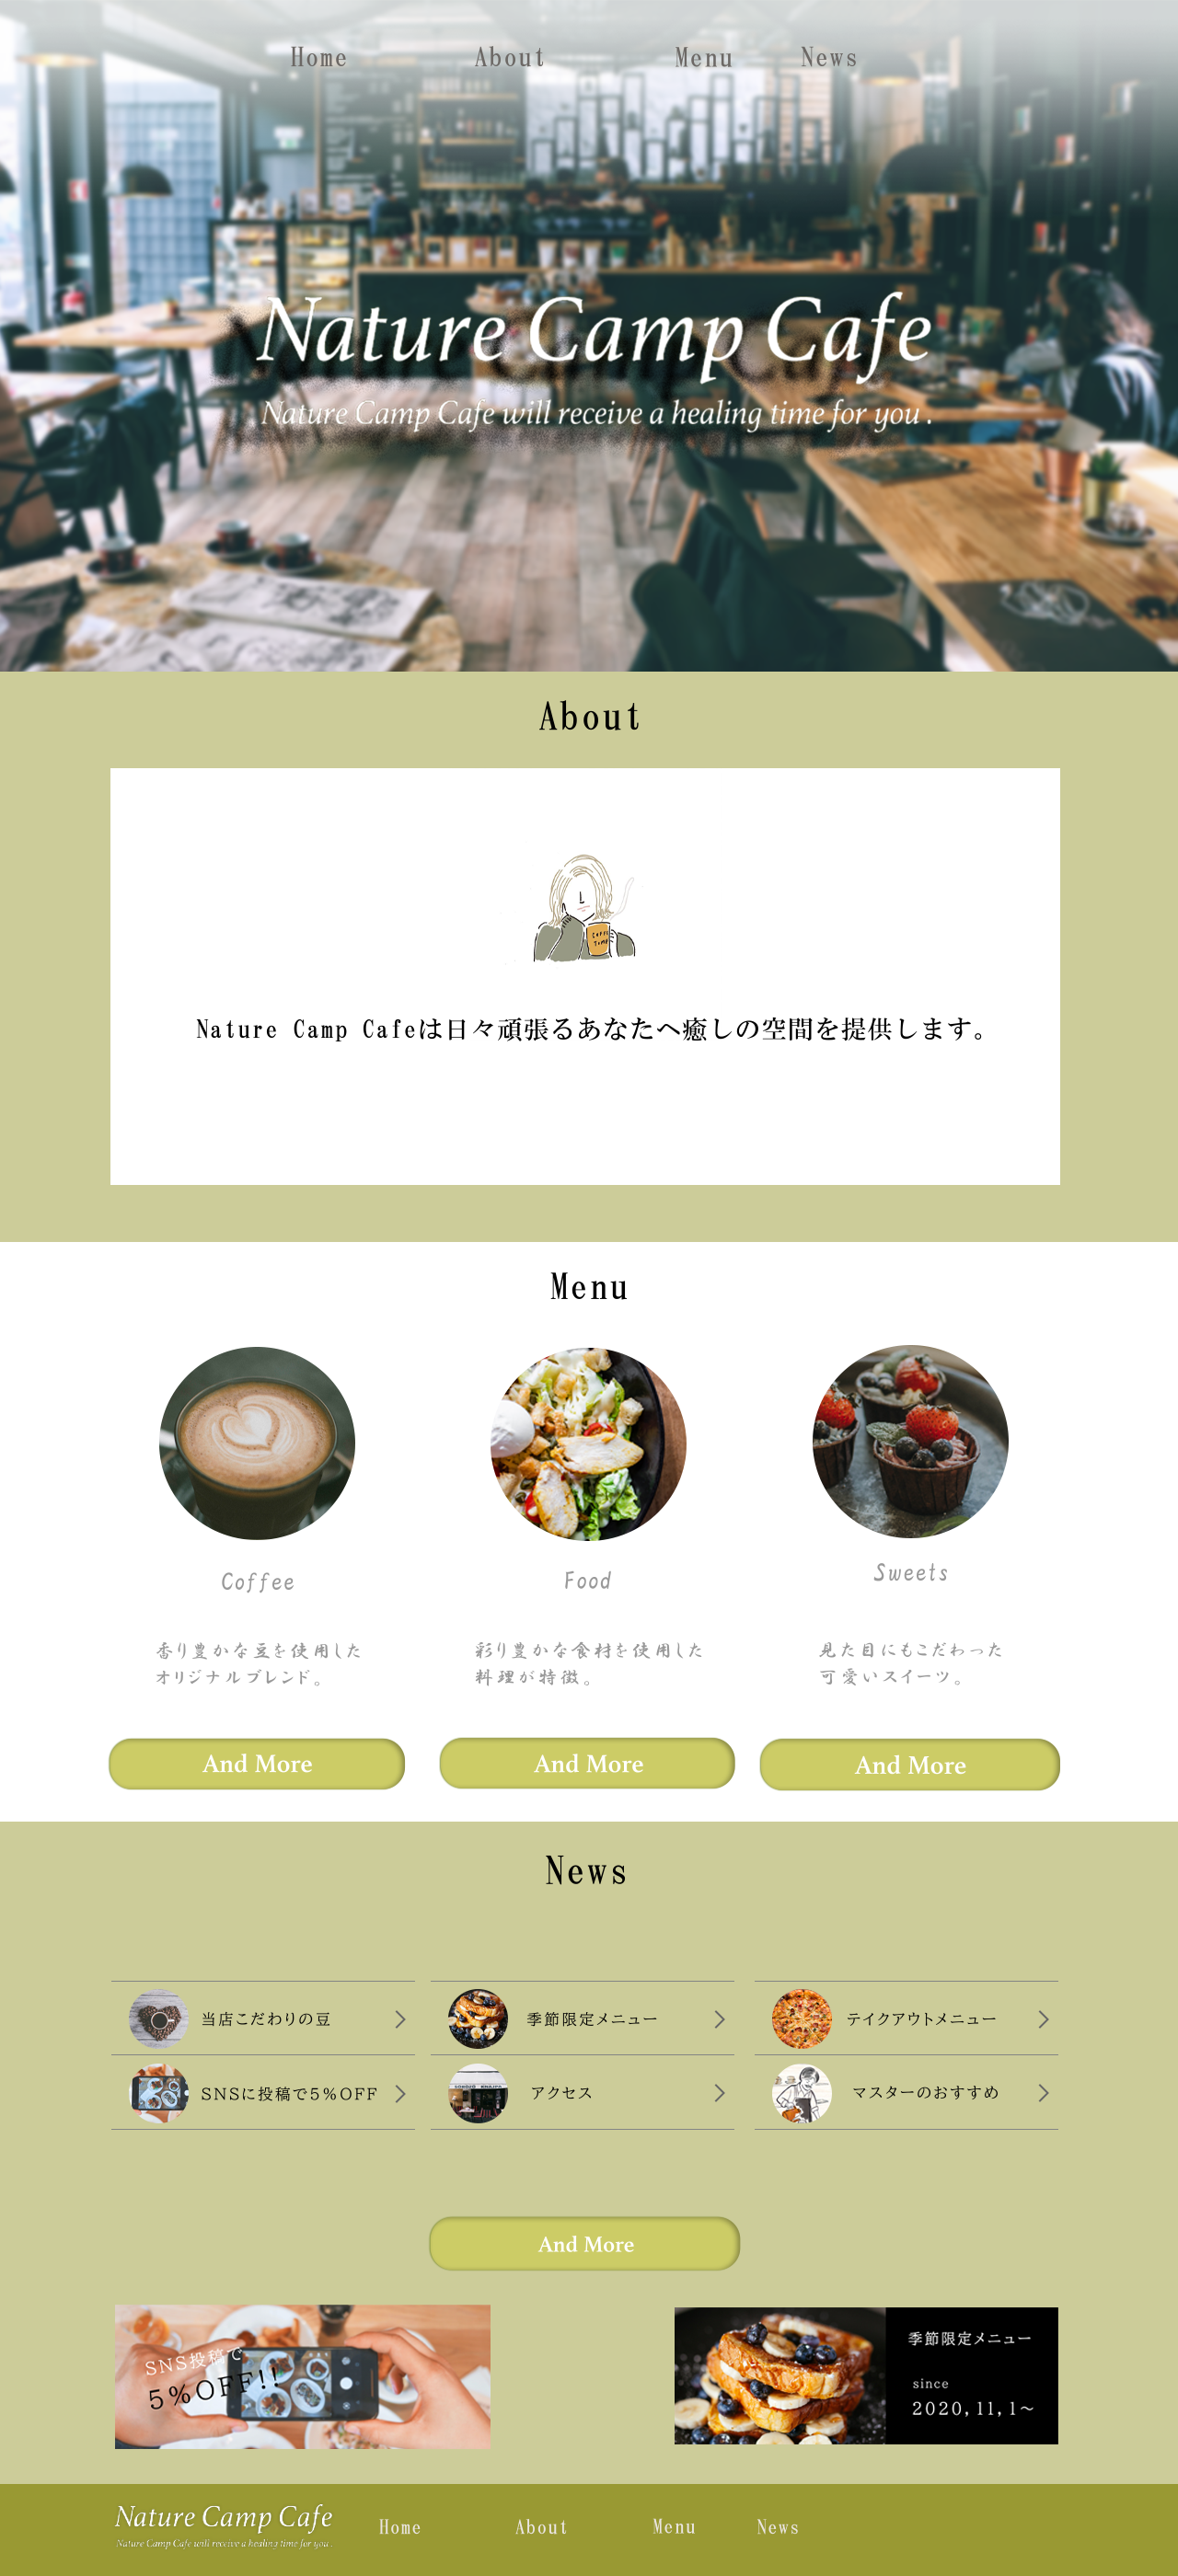 Home About Menu News
Nature Camp Cafe
Nature Camp Cafe will receive a healing time for you .
About
Nature Camp Cafeは日々頑張るあなたへ癒しの空間を提供します。
Menu
Coffee Food Sweets
香り豊かな豆を使用した
オリジナルブレンド。
彩り豊かな食材を使用した
料理が特徴。
見た目にもこだわった
可愛いスイーツ。
And More And More And More
News
当店こだわりの豆 季節限定メニュー テイクアウトメニュー
SNSに投稿で5%OFF アクセス マスターのおすすめ
And More
SNS投稿で
5%OFF!!
季節限定メニュー
since
2020, 11, 1〜
Nature Camp Cafe
Nature Camp Cafe will receive a healing time for you .
Home About Menu News